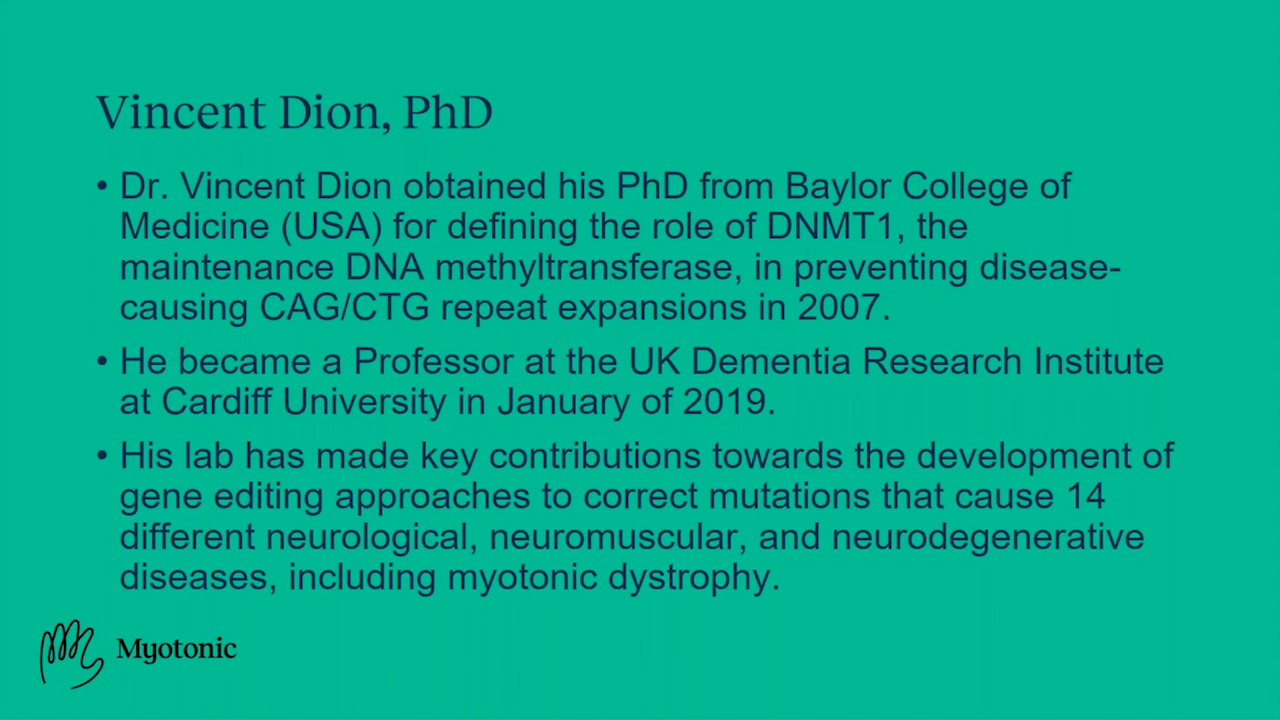 Vincent Dion, PhD
• Dr. Vincent Dion obtained his PhD from Baylor College of
Medicine (USA) for defining the role of DNMT1, the
maintenance DNA methyltransferase, in preventing disease-
causing CAG/CTG repeat expansions in 2007.
• He became a Professor at the UK Dementia Research Institute
at Cardiff University in January of 2019.
• His lab has made key contributions towards the development of
gene editing approaches to correct mutations that cause 14
different neurological, neuromuscular, and neurodegenerative
diseases, including myotonic dystrophy.
Myotonic